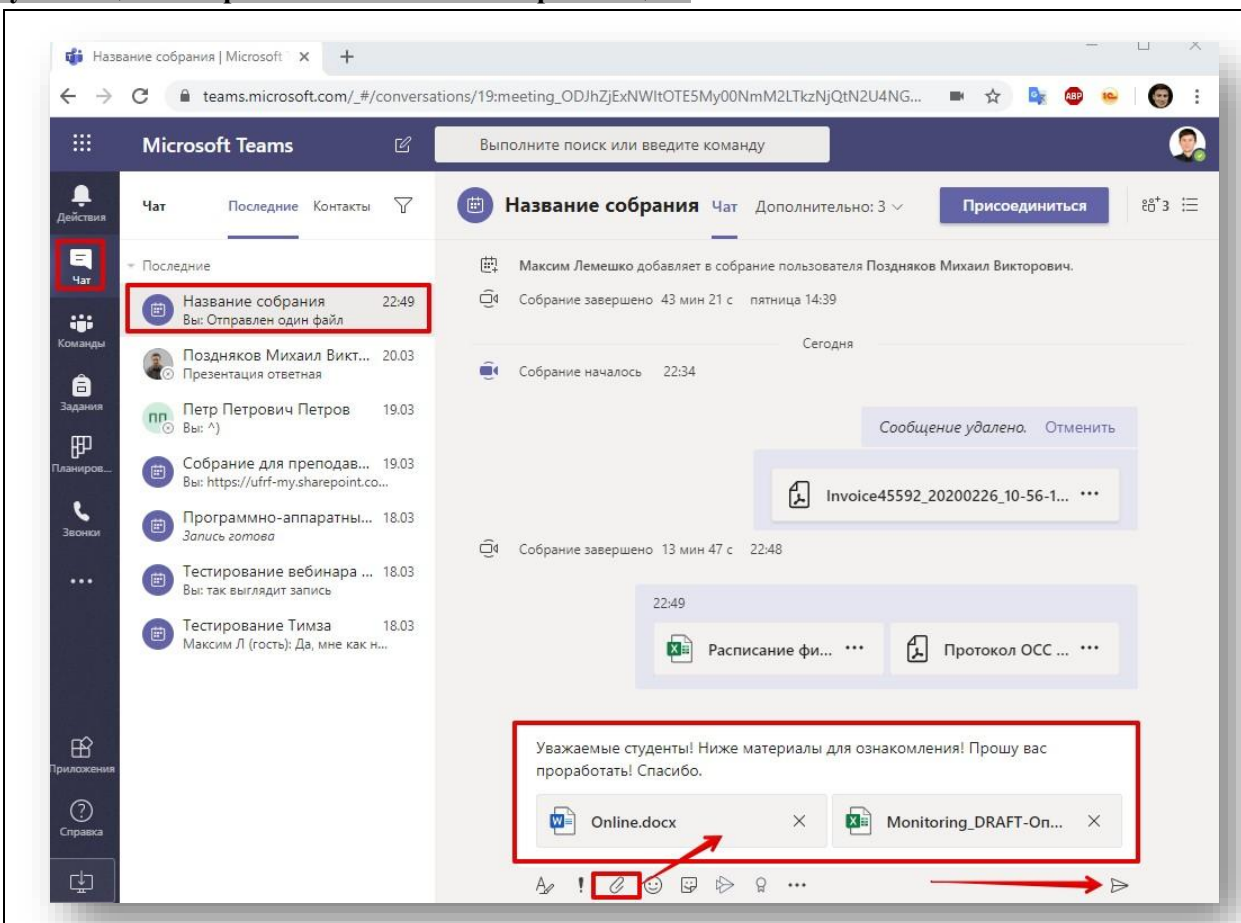 Название собрания | Microsoft
teams.microsoft.com/_#/conversations/19:meeting_ODJhZjExNWItOTE5My00NmM2LTkzNjQtN2U4NG...
ABP
Microsoft Teams
Выполните поиск или введите команду
Действия
Чат
Команды
Задания
Планиров...
Звонки
Приложения
Справка
Чат Последние Контакты
Последние
Название собрания 22:49
Вы: Отправлен один файл
Поздняков Михаил Викт... 20.03
Презентация ответная
ПП
Петр Петрович Петров 19.03
Вы: ^)
Собрание для преподав... 19.03
Вы: https://ufrf-my.sharepoint.co...
Программно-аппаратны... 18.03
Запись готова
Тестирование вебинара ... 18.03
Вы: так выглядит запись
Тестирование Тимза 18.03
Максим Л (гость): Да, мне как н...
Название собрания Чат Дополнительно: 3 Присоединиться 3
Максим Лемешко добавляет в собрание пользователя Поздняков Михаил Викторович.
Собрание завершено 43 мин 21 с пятница 14:39
Сегодня
Собрание началось 22:34
Сообщение удалено. Отменить
Invoice45592_20200226_10-56-1... ...
Собрание завершено 13 мин 47 с 22:48
22:49
Расписание фи... ... Протокол ОСС ... ...
Уважаемые студенты! Ниже материалы для ознакомления! Прошу вас
проработать! Спасибо.
Online.docx Monitoring_DRAFT-On...